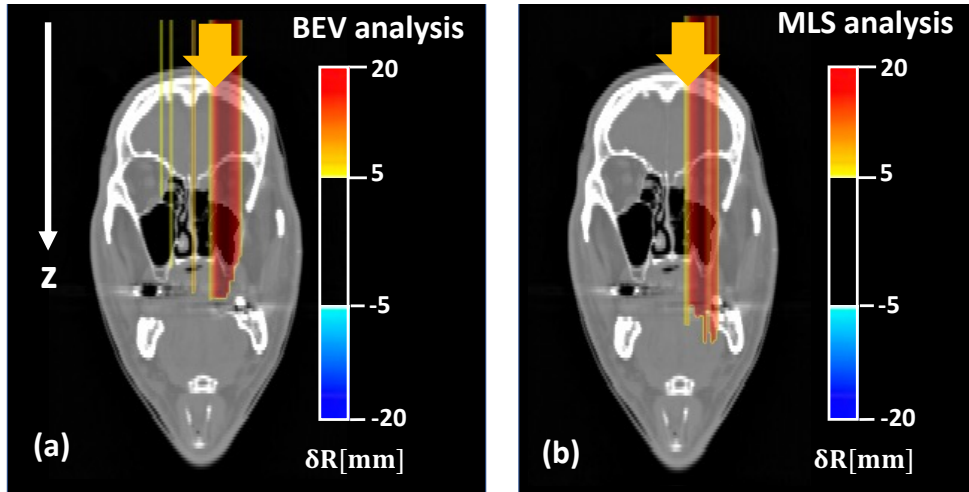 BEV analysis
20
5
-5
-20
Z
(a)
δR[mm]
MLS analysis
20
5
-5
-20
(b)
δR[mm]